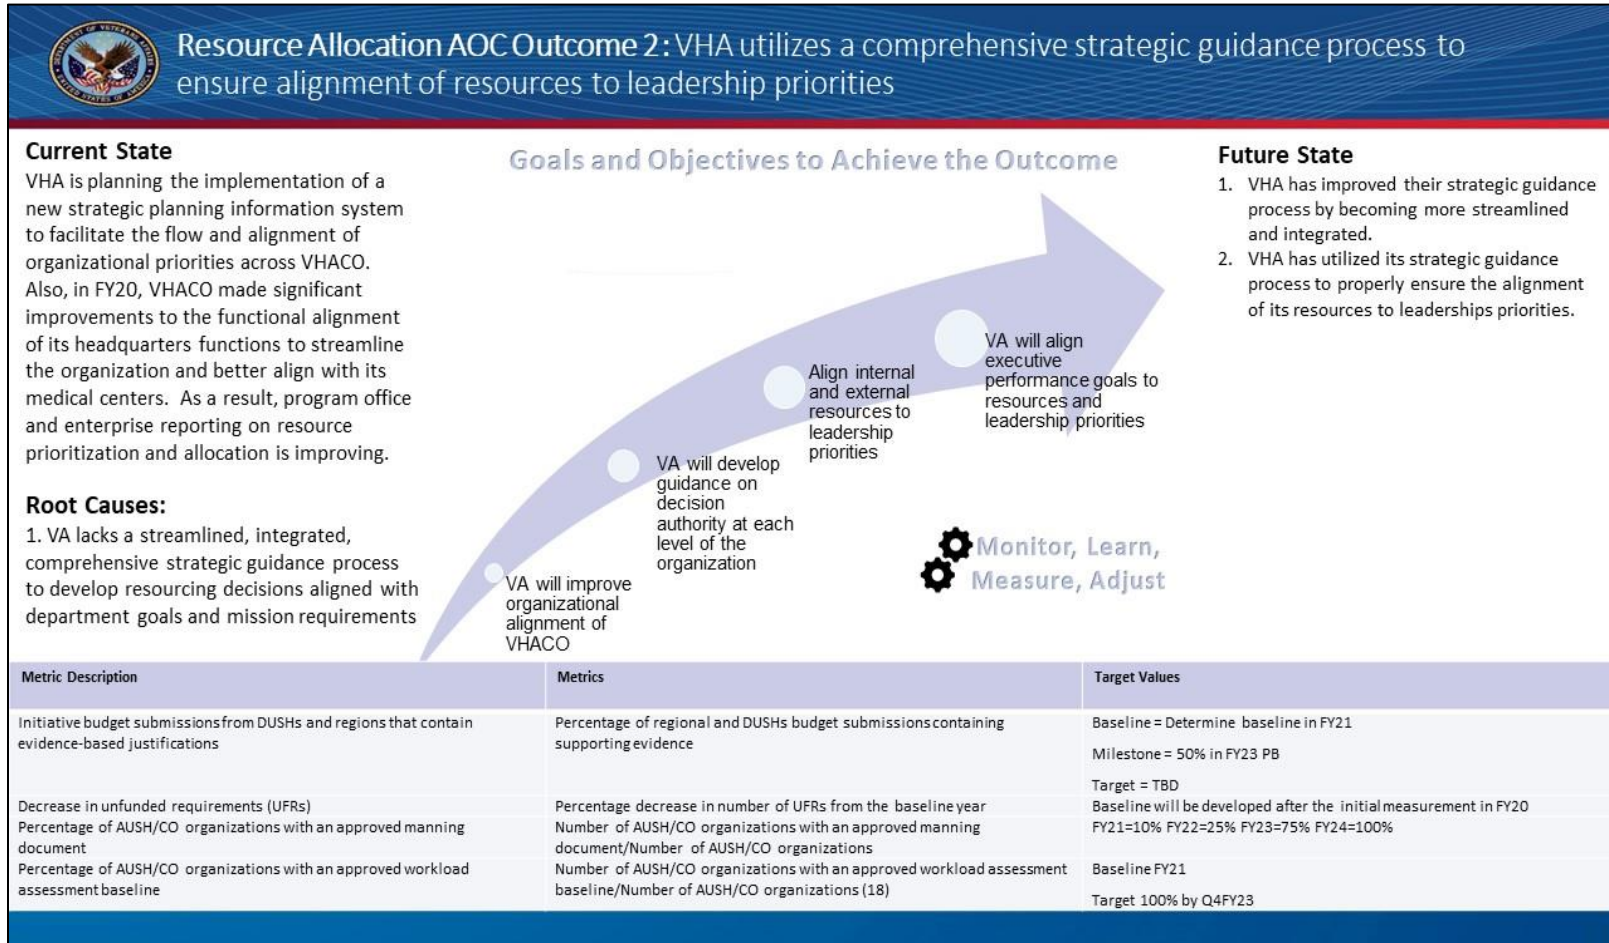 Resource Allocation AOC Outcome 2: VHA utilizes a comprehensive strategic guidance process to
ensure alignment of resources to leadership priorities
Current State
VHA is planning the implementation of a
new strategic planning information system
to facilitate the flow and alignment of
organizational priorities across VHACO.
Also, in FY20, VHACO made significant
improvements to the functional alignment
of its headquarters functions to streamline
the organization and better align with its
medical centers. As a result, program office
and enterprise reporting on resource
prioritization and allocation is improving.
Root Causes:
1. VA lacks a streamlined, integrated,
comprehensive strategic guidance process
to develop resourcing decisions aligned with
department goals and mission requirements
Goals and Objectives to Achieve the Outcome
VA will improve
organizational
alignment of
VHACO
VA will develop
guidance on
decision
authority at each
level of the
organization
Align internal
and external
resources to
leadership
priorities
VA will align
executive
performance goals to
resources and
leadership priorities
Monitor, Learn,
Measure, Adjust
Future State
1. VHA has improved their strategic guidance
process by becoming more streamlined
and integrated.
2. VHA has utilized its strategic guidance
process to properly ensure the alignment
of its resources to leaderships priorities.
Metric Description
Metrics
Target Values
Initiative budget submissions from DUSHs and regions that contain
evidence-based justifications
Percentage of regional and DUSHs budget submissions containing
supporting evidence
Baseline = Determine baseline in FY21
Milestone = 50% in FY23 PB
Target = TBD
Decrease in unfunded requirements (UFRs)
Percentage decrease in number of UFRs from the baseline year
Baseline will be developed after the initial measurement in FY20
Percentage of AUSH/CO organizations with an approved manning
document
Number of AUSH/CO organizations with an approved manning
document/Number of AUSH/CO organizations
FY21=10% FY22=25% FY23=75% FY24=100%
Percentage of AUSH/CO organizations with an approved workload
assessment baseline
Number of AUSH/CO organizations with an approved workload assessment
baseline/Number of AUSH/CO organizations (18)
Baseline FY21
Target 100% by Q4FY23